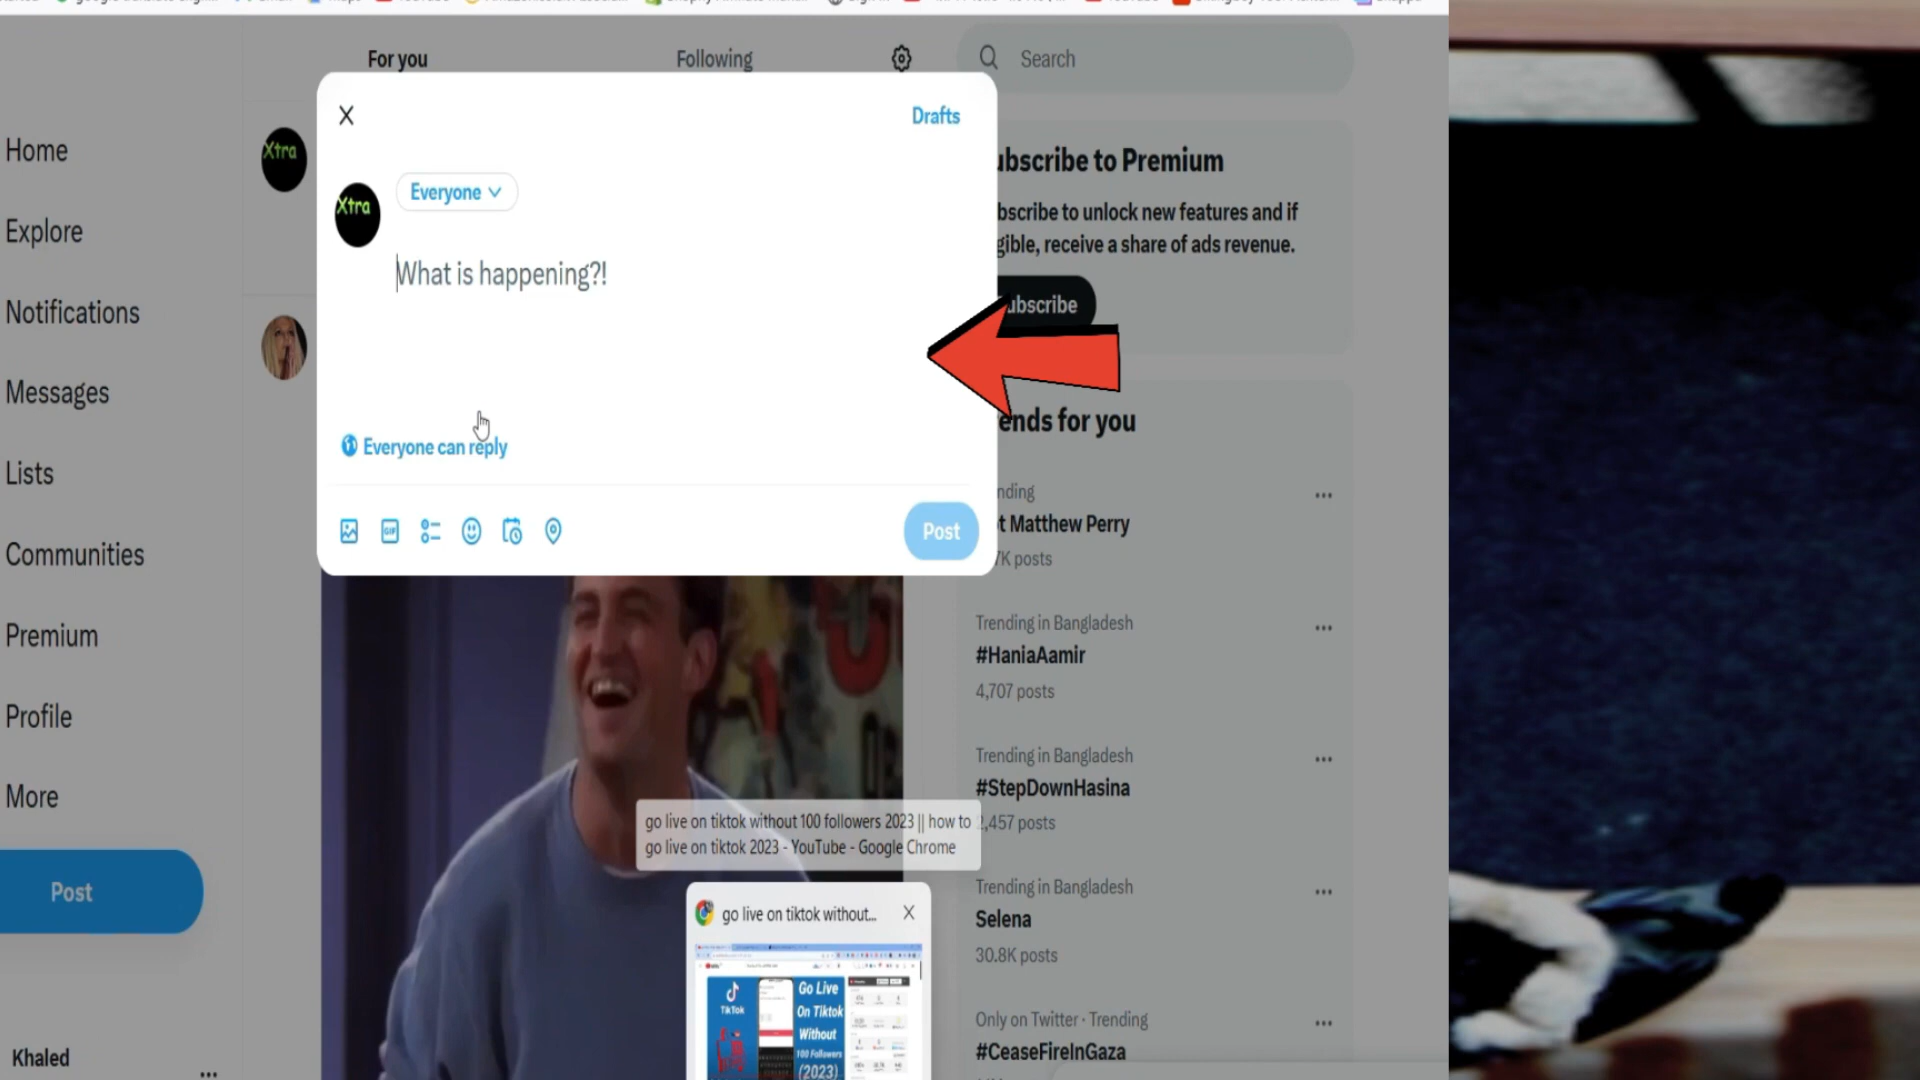 For you
Following
Search
Home
Explore
Notifications
Messages
Lists
Communities
Premium
Profile
More
Post
Khaled
Xtra
Drafts
Xtra
Everyone
What is happening?!
Everyone can reply
GIF
Post
ubscribe to Premium
bscribe to unlock new features and if
gible, receive a share of ads revenue.
ubscribe
ends for you
nding
t Matthew Perry
7K posts
Trending in Bangladesh
#HaniaAamir
4,707 posts
Trending in Bangladesh
#StepDownHasina
2,457 posts
Trending in Bangladesh
Selena
30.8K posts
Only on Twitter · Trending
#CeaseFireInGaza
go live on tiktok without 100 followers 2023 || how to
go live on tiktok 2023 - YouTube - Google Chrome
go live on tiktok without...
TikTok
Go Live
On Tiktok
Without
100 Followers
(2023)